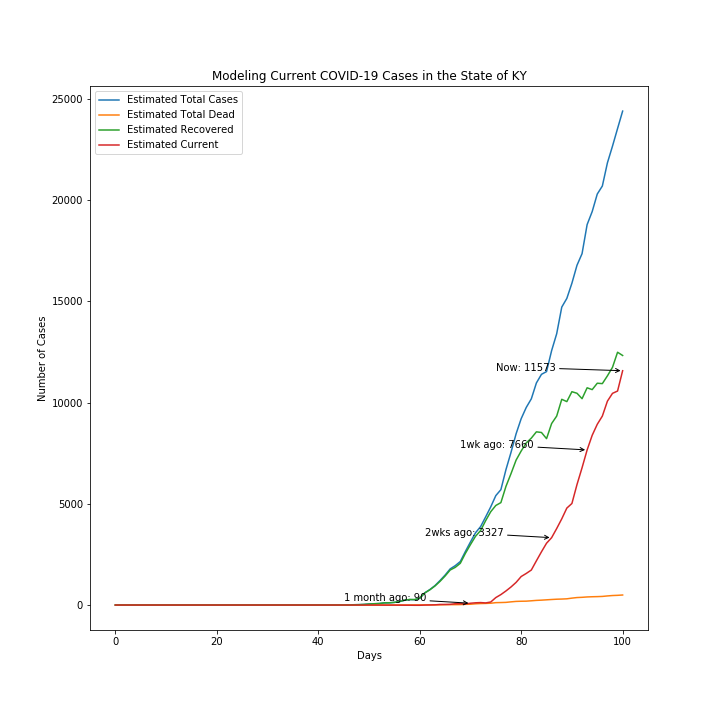 Modeling Current COVID-19 Cases in the State of KY
Estimated Total Cases
Estimated Total Dead
Estimated Recovered
Estimated Current
25000
20000
15000
10000
5000
0
Number of Cases
Now: 11573
1wk ago: 7660
2wks ago: 3327
1 month ago: 90
0
20
40
60
80
100
Days